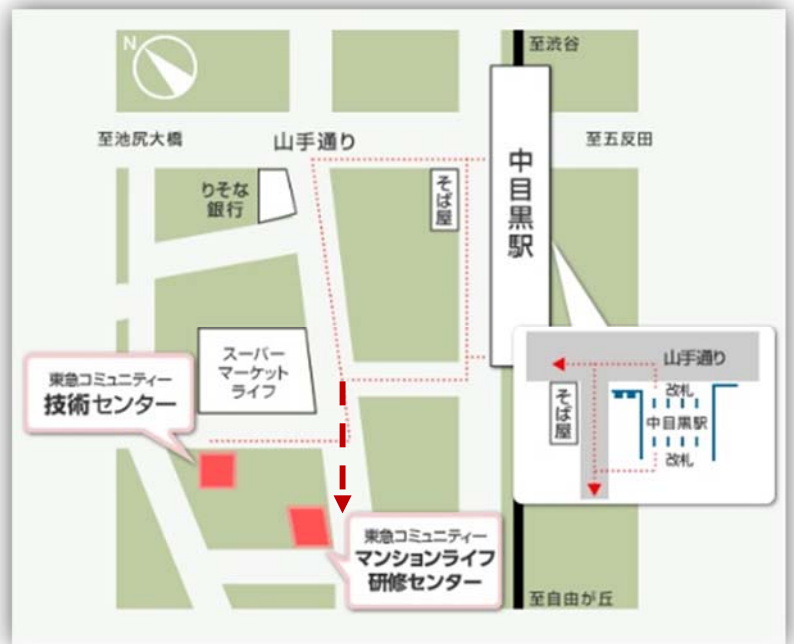 N
至渋谷
至池尻大橋
山手通り
至五反田
りそな
銀行
そば屋
中目黒駅
スーパー
マーケット
ライフ
東急コミュニティー
技術センター
山手通り
改札
そば屋
中目黒駅
改札
東急コミュニティー
マンションライフ
研修センター
至自由が丘